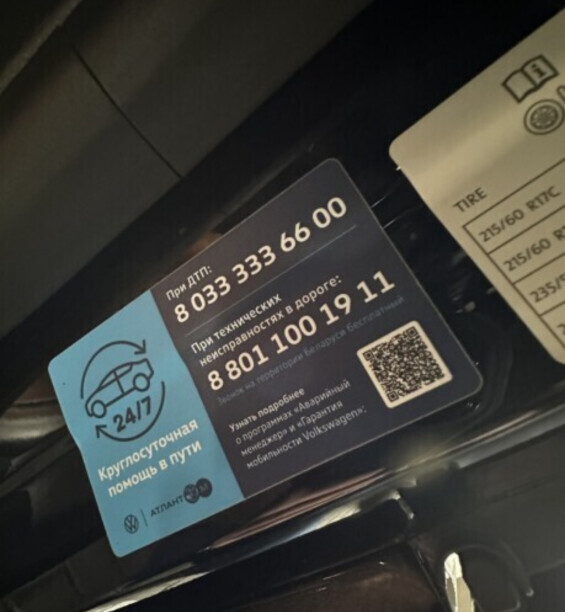 При ДТП:
8 033 333 66 00
При технических
неисправностях в дороге:
8 801 100 19 11
Звонок на территории Беларуси бесплатный
Узнать подробнее
о программах «Аварийный
менеджер» и «Гарантия
мобильности Volkswagen»:
24/7
Круглосуточная
помощь в пути
АТЛАНТ М
TIRE
215/60 R17C
215/60
235/